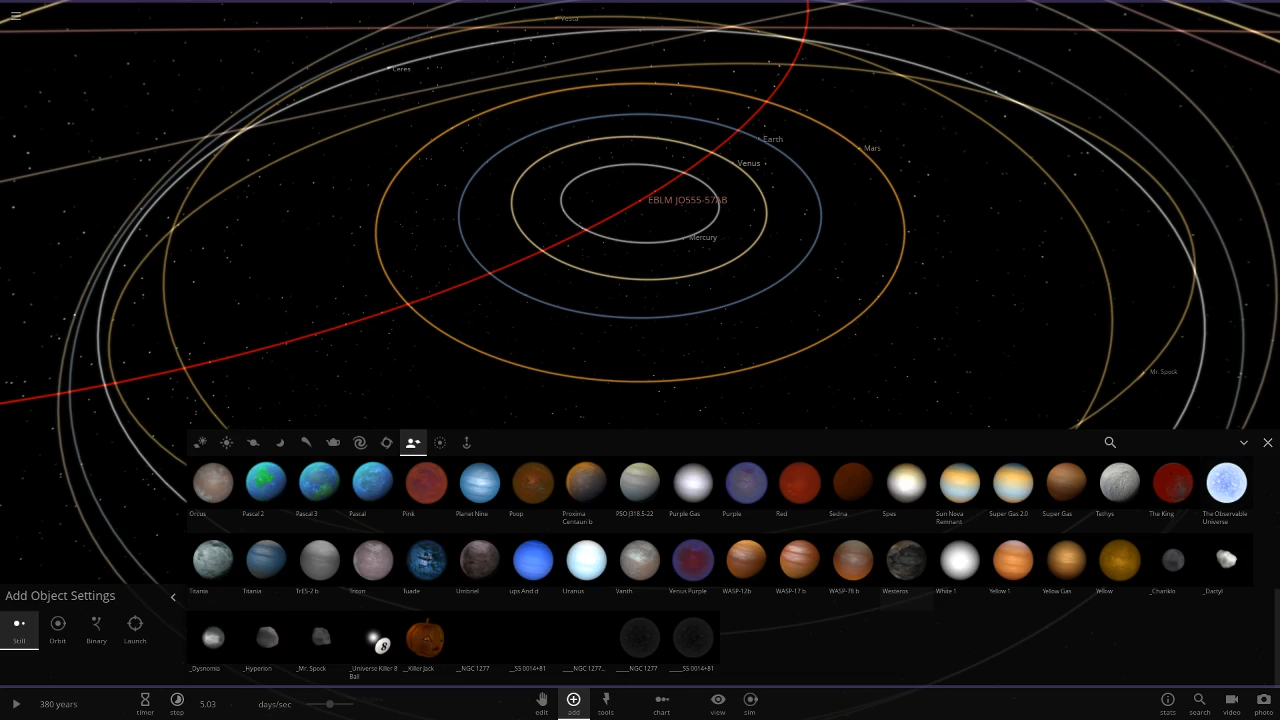 Vesta
Ceres
Earth
Mars
Venus
EBLM J0555-57AB
Mercury
Mr. Spock
Orcus
Pascal 2
Pascal 3
Pascal
Pink
Planet Nine
Poop
Proxima
Centauri b
PSO J318.5-22
Purple Gas
Purple
Red
Sedna
Spes
Sun Nova
Remnant
Super Gas 2.0
Super Gas
Tethys
The King
The Observable
Universe
Titania
Titania
TrES-2 b
Triton
Tuade
Umbriel
ups And d
Uranus
Vanth
Venus Purple
WASP-12b
WASP-17 b
WASP-76 b
Westeros
White 1
Yellow 1
Yellow Gas
Yellow
_Chariklo
_Dactyl
Add Object Settings
Still
Orbit
Binary
Launch
_Dysnomia
_Hyperion
_Mr. Spock
_Universe Killer 8
Ball
8
__Killer Jack
__NGC 1277
__SS 0014+81
___NGC 1277...
____NGC 1277
____SS 0014+81
380 years
timer
step
5.03
days/sec
edit
add
tools
chart
view
sim
stats
search
video
photo